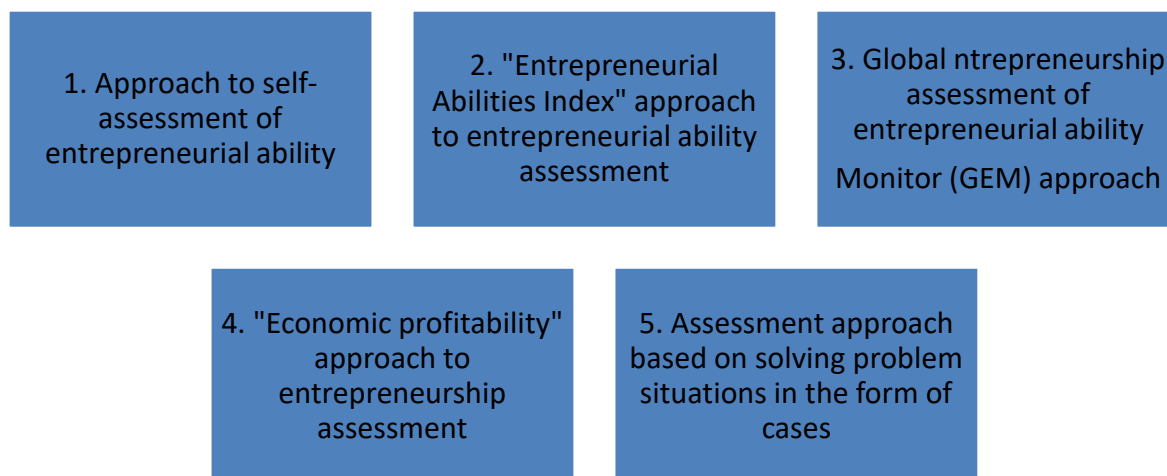 1. Approach to self-
assessment of
entrepreneurial ability
2. "Entrepreneurial
Abilities Index" approach
to entrepreneurial ability
assessment
3. Global ntrepreneurship
assessment of
entrepreneurial ability
Monitor (GEM) approach
4. "Economic profitability"
approach to
entrepreneurship
assessment
5. Assessment approach
based on solving problem
situations in the form of
cases